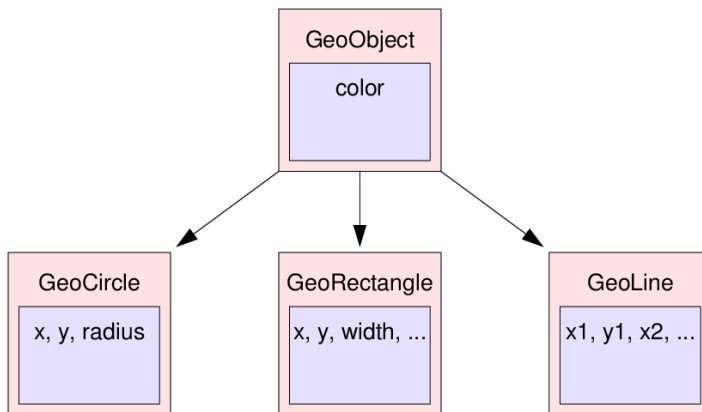 GeoObject
color
GeoCircle
x, y, radius
GeoRectangle
x, y, width, ...
GeoLine
x1, y1, x2, ...